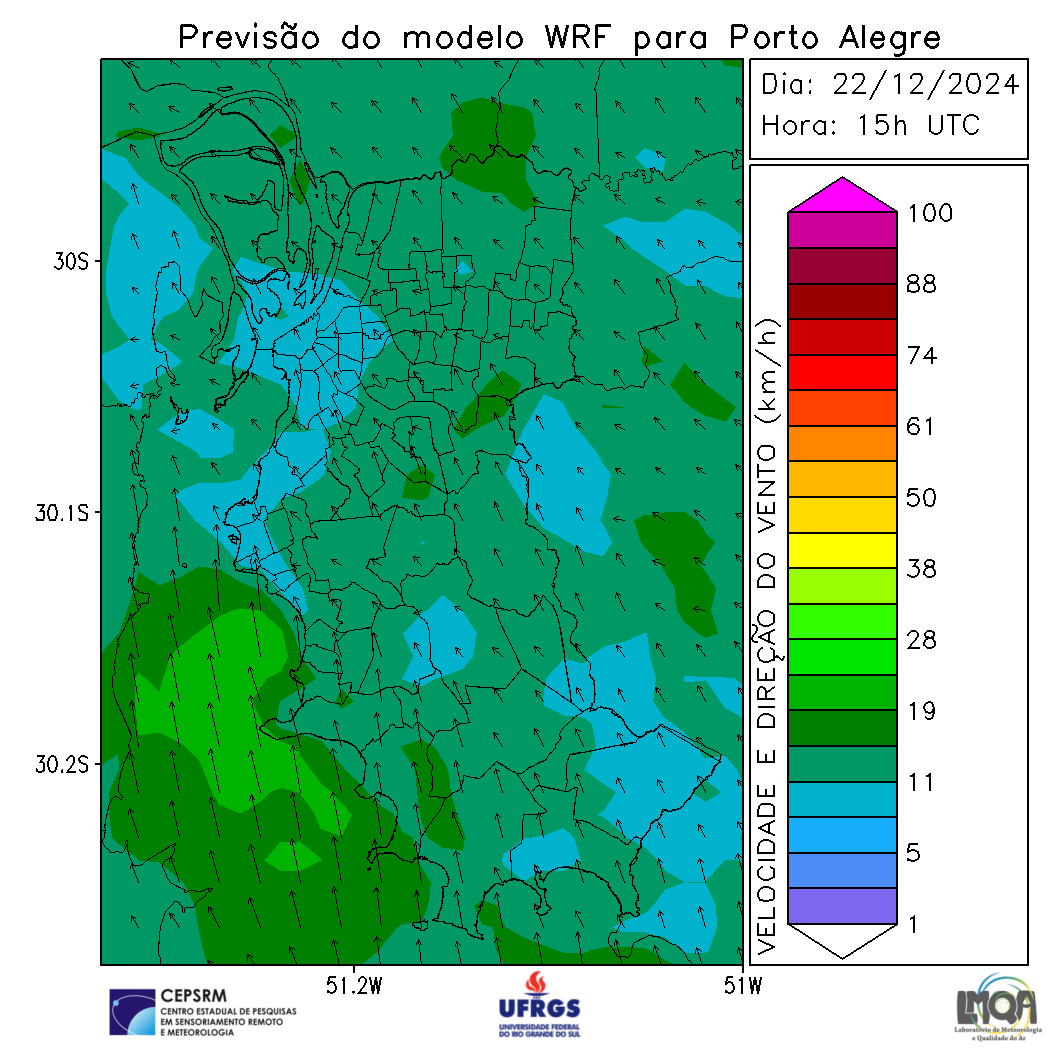 Previsão do modelo WRF para Porto Alegre
Dia: 22/12/2024
Hora: 15h UTC
30S
30.1S
30.2S
51.2W
51W
VELOCIDADE E DIREÇÃO DO VENTO (km/h)
100
88
74
61
50
38
28
19
11
5
1
CEPSRM
CENTRO ESTADUAL DE PESQUISAS
EM SENSORIAMENTO REMOTO
E METEOROLOGIA
UFRGS
UNIVERSIDADE FEDERAL
DO RIO GRANDE DO SUL
LMQA
Laboratório de Meteorologia
e Qualidade do Ar